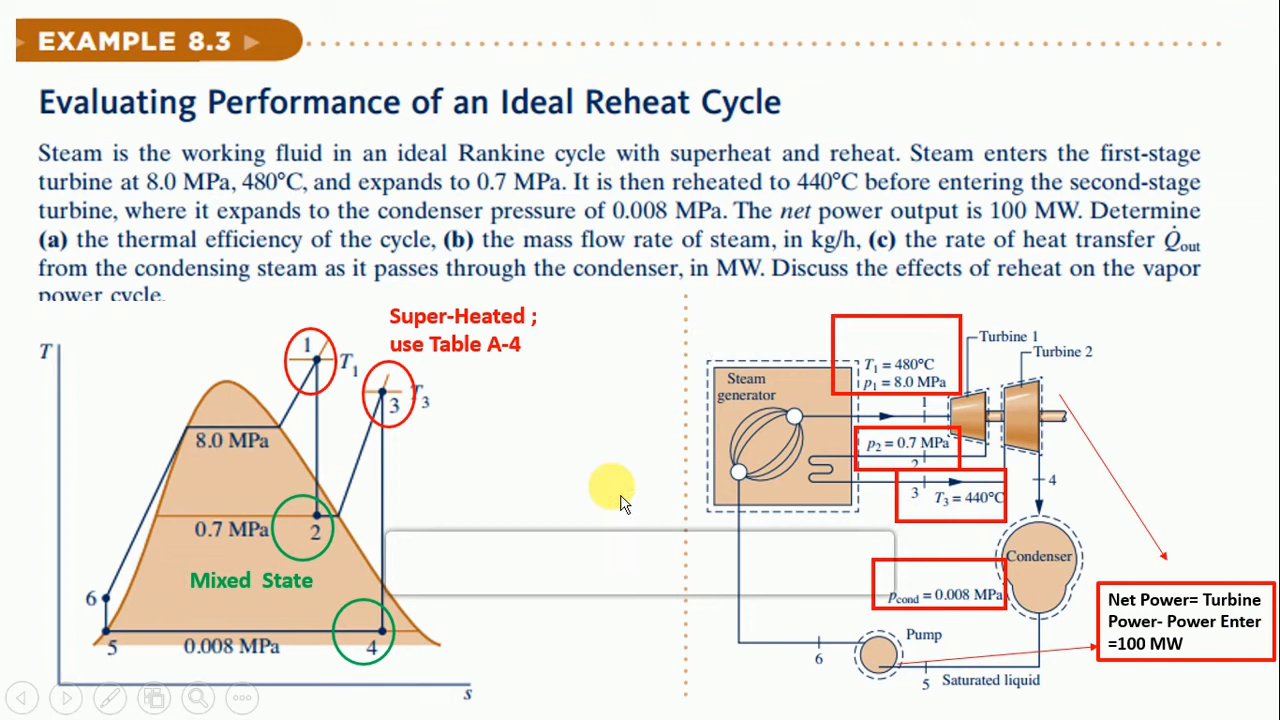 EXAMPLE 8.3
Evaluating Performance of an Ideal Reheat Cycle
Steam is the working fluid in an ideal Rankine cycle with superheat and reheat. Steam enters the first-stage
turbine at 8.0 MPa, 480°C, and expands to 0.7 MPa. It is then reheated to 440°C before entering the second-stage
turbine, where it expands to the condenser pressure of 0.008 MPa. The net power output is 100 MW. Determine
(a) the thermal efficiency of the cycle, (b) the mass flow rate of steam, in kg/h, (c) the rate of heat transfer Q̇out
from the condensing steam as it passes through the condenser, in MW. Discuss the effects of reheat on the vapor
power cycle.
Super-Heated ;
use Table A-4
T
1
T1
3
T3
8.0 MPa
0.7 MPa
2
Mixed State
6
5
0.008 MPa
4
s
Turbine 1
Turbine 2
T1 = 480°C
p1 = 8.0 MPa
Steam
generator
1
p2 = 0.7 MPa
2
3
T3 = 440°C
4
Condenser
pcond = 0.008 MPa
Net Power= Turbine
Power- Power Enter
=100 MW
Pump
6
5
Saturated liquid